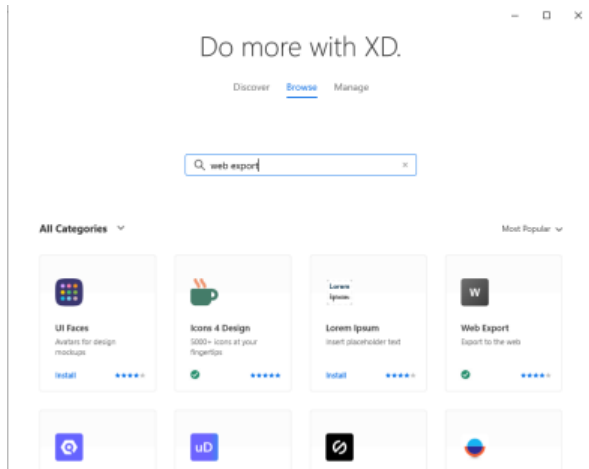 Do more with XD.
Discover Browse Manage
web export
All Categories
Most Popular
UI Faces
Avatars for design
mockups
Install
Icons 4 Design
5000+ icons at your
fingertips
Lorem
Ipsum
Lorem Ipsum
Insert placeholder text
Install
W
Web Export
Export to the web
uD